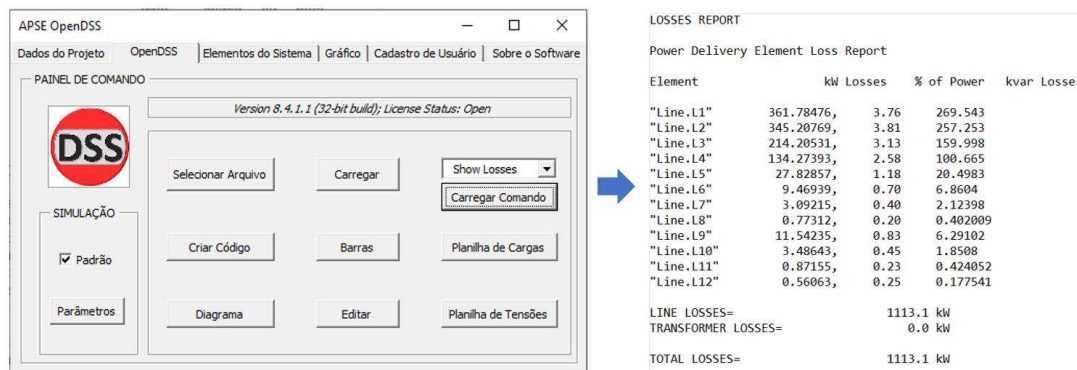 APSE OpenDSS
Dados do Projeto OpenDSS Elementos do Sistema Gráfico Cadastro de Usuário Sobre o Software
PAINEL DE COMANDO
Version 8.4.1.1 (32-bit build); License Status: Open
DSS
Selecionar Arquivo Carregar Show Losses
Carregar Comando
SIMULAÇÃO
Padrão
Criar Código Barras Planilha de Cargas
Parâmetros
Diagrama Editar Planilha de Tensões
LOSSES REPORT
Power Delivery Element Loss Report
Element kW Losses % of Power kvar Losses
"Line.L1" 361.78476, 3.76 269.543
"Line.L2" 345.20769, 3.81 257.253
"Line.L3" 214.20531, 3.13 159.998
"Line.L4" 134.27393, 2.58 100.665
"Line.L5" 27.82857, 1.18 20.4983
"Line.L6" 9.46939, 0.70 6.8604
"Line.L7" 3.09215, 0.40 2.12398
"Line.L8" 0.77312, 0.20 0.402009
"Line.L9" 11.54235, 0.83 6.29102
"Line.L10" 3.48643, 0.45 1.8508
"Line.L11" 0.87155, 0.23 0.424052
"Line.L12" 0.56063, 0.25 0.177541
LINE LOSSES= 1113.1 kW
TRANSFORMER LOSSES= 0.0 kW
TOTAL LOSSES= 1113.1 kW